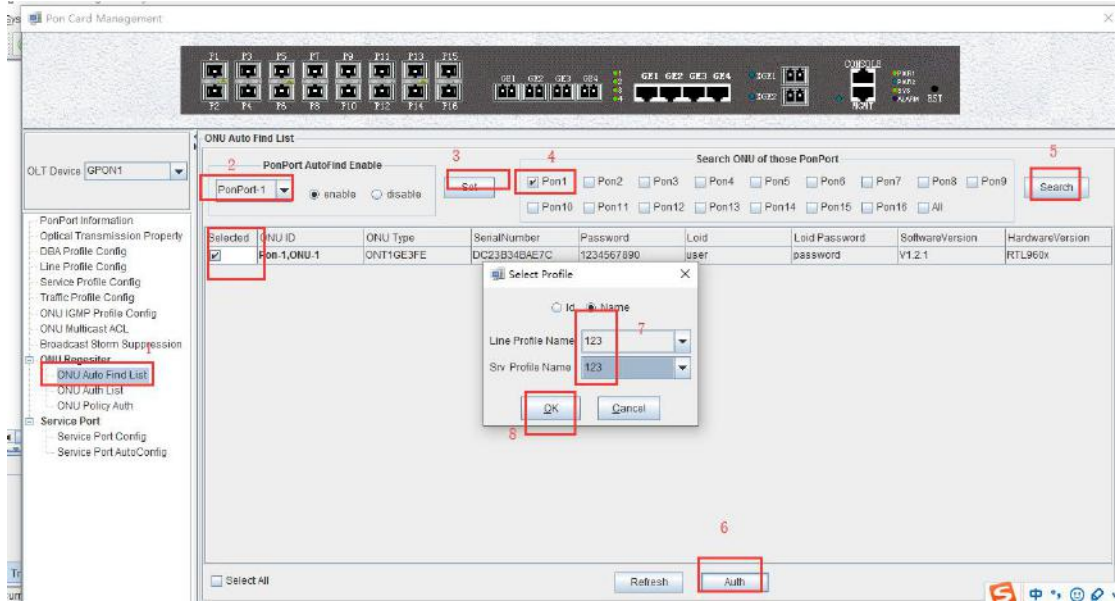 Pon Card Management
P1 P3 P5 P7 P9 P11 P13 P15
GE1 GE2 GE3 GE4
GE1 GE2 GE3 GE4
XGE1
CONSOLE
P2 P4 P6 P8 P10 P12 P14 P16
XGE2
MGMT
ALARM
RST
ONU Auto Find List
OLT Device GPON1
2
PonPort AutoFind Enable
3
4
Search ONU of those PonPort
5
PonPort-1
enable
disable
Set
Pon1 Pon2 Pon3 Pon4 Pon5 Pon6 Pon7 Pon8 Pon9
Search
Pon10 Pon11 Pon12 Pon13 Pon14 Pon15 Pon16 All
PonPort Information
Optical Transmission Property
DBA Profile Config
Line Profile Config
Service Profile Config
Traffic Profile Config
ONU IGMP Profile Config
ONU Multicast ACL
Broadcast Storm Suppression
1
ONU Regesiter
ONU Auto Find List
ONU Auth List
ONU Policy Auth
Service Port
Service Port Config
Service Port AutoConfig
Selected ONU ID ONU Type SerialNumber Password Loid Loid Password SoftwareVersion HardwareVersion
Pon-1,ONU-1 ONT1GE3FE DC23B34BAE7C 1234567890 user password V1.2.1 RTL960x
Select Profile
Id Name
7
Line Profile Name 123
Srv Profile Name 123
OK Cancel
8
6
Select All
Refresh
Auth
中